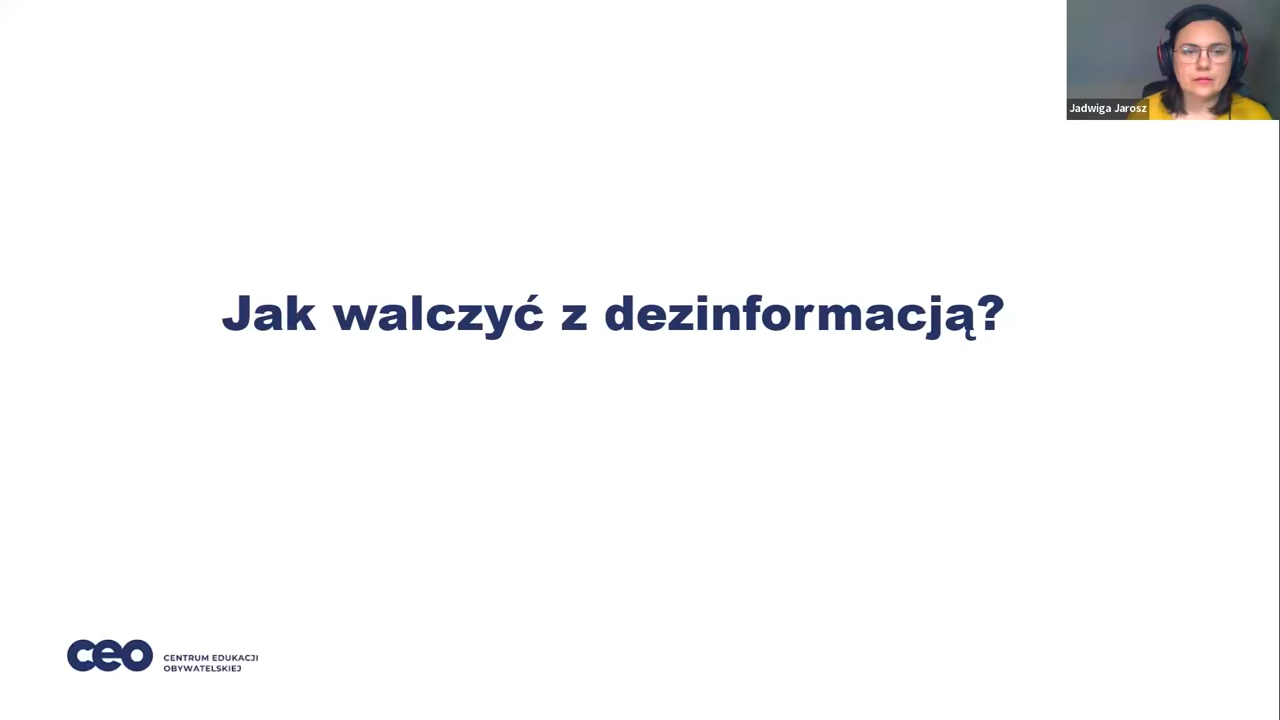 Jadwiga Jarosz
Jak walczyć z dezinformacją?
ceo
CENTRUM EDUKACJI
OBYWATELSKIEJ